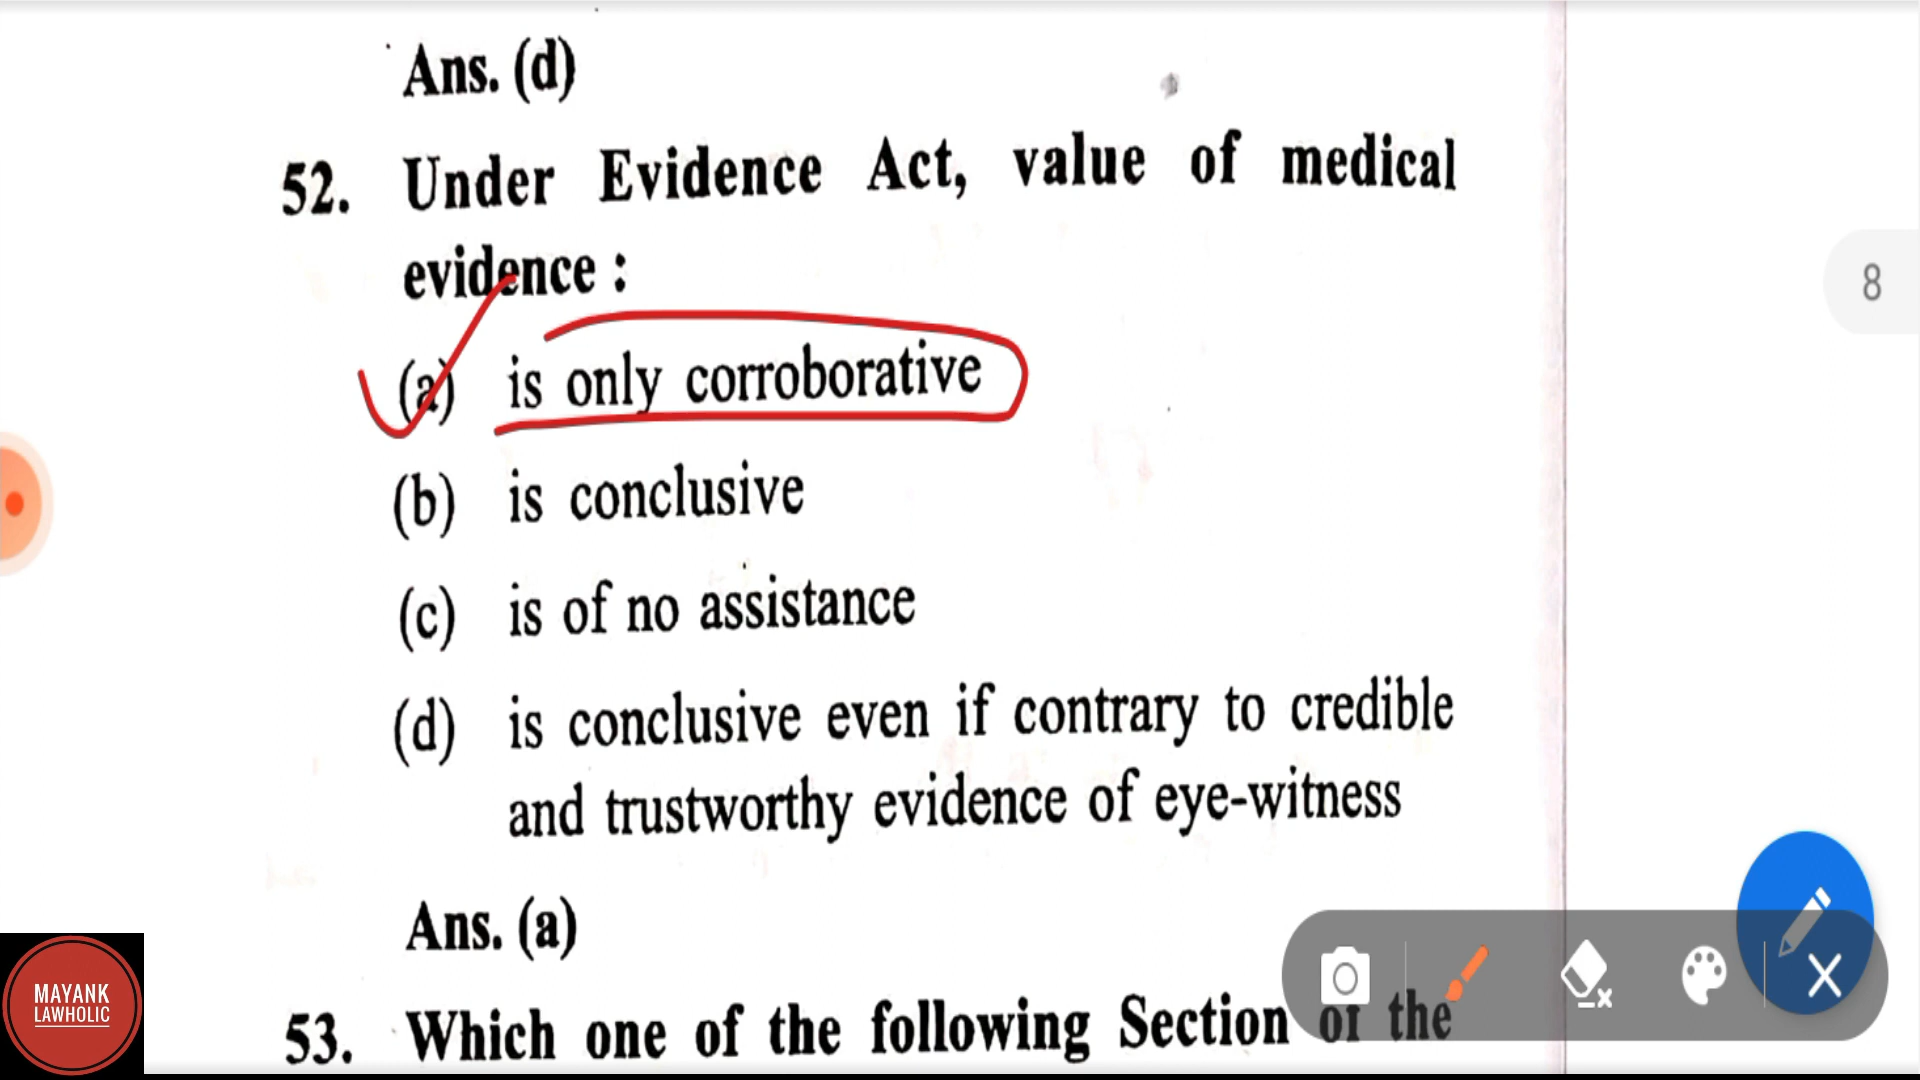 Ans. (d)
52. Under Evidence Act, value of medical
evidence :
(a) is only corroborative
(b) is conclusive
(c) is of no assistance
(d) is conclusive even if contrary to credible
and trustworthy evidence of eye-witness
Ans. (a)
53. Which one of the following Section of the
8
MAYANK
LAWHOLIC